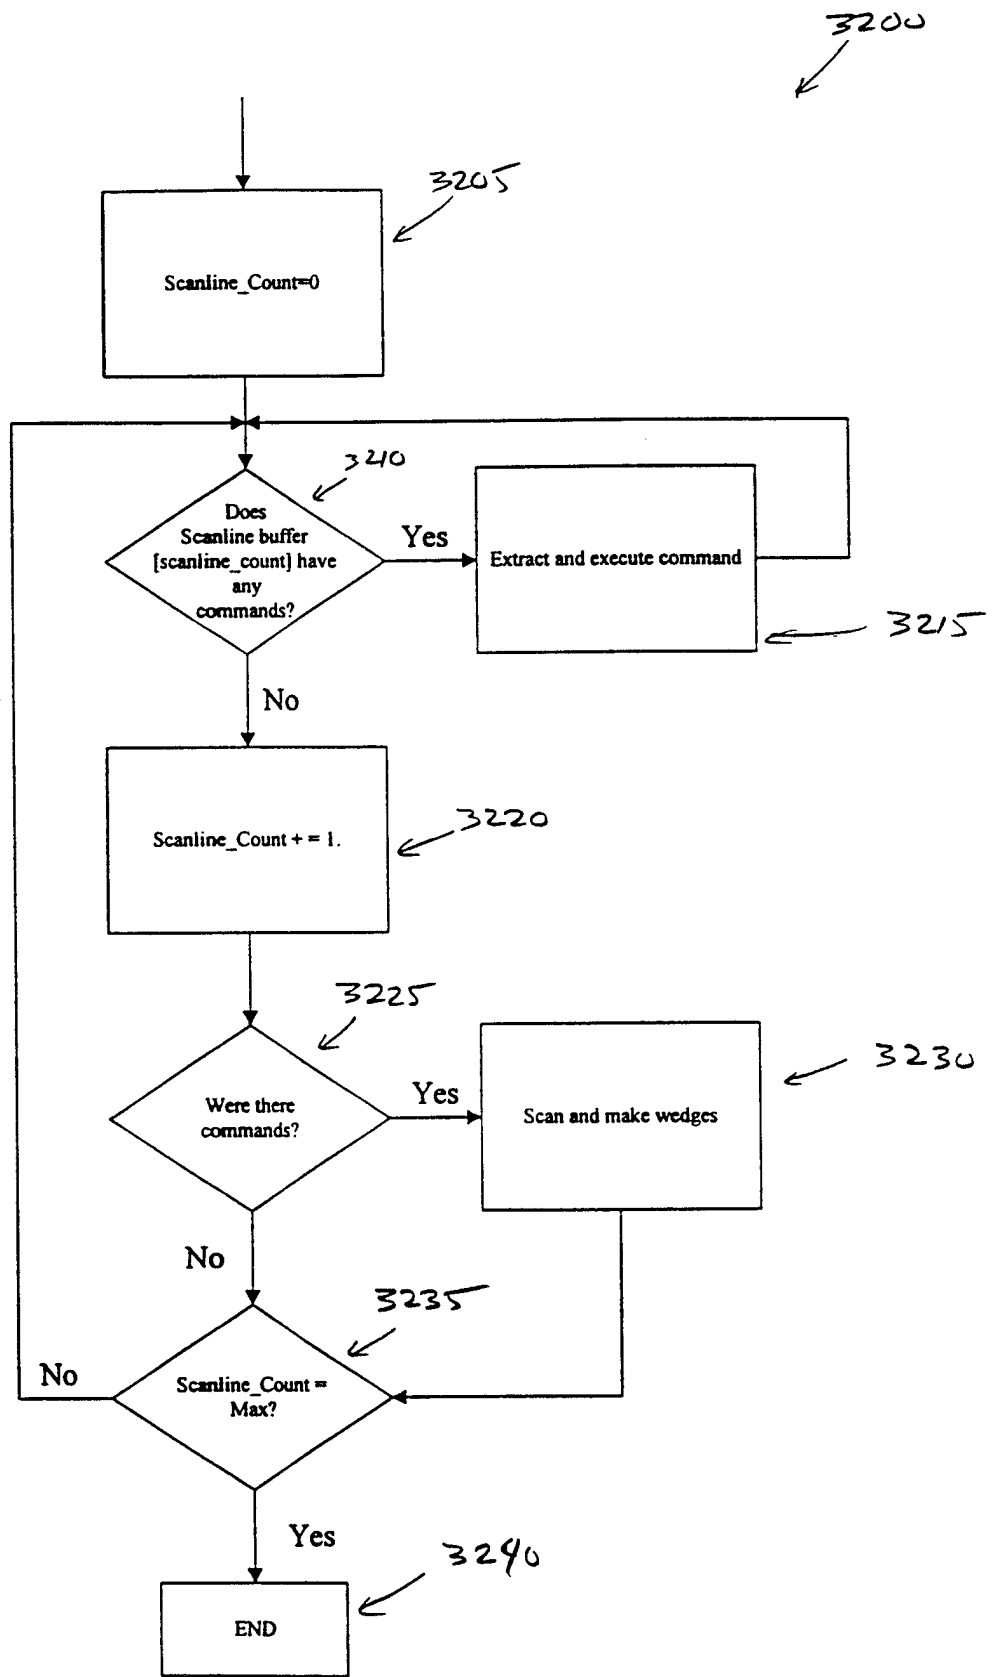 3200
3205
Scanline_Count=0
3210
Does
Scanline buffer
[scanline_count] have
any
commands?
Yes
Extract and execute command
3215
No
Scanline_Count + = 1.
3220
3225
Were there
commands?
Yes
Scan and make wedges
3230
No
3235
Scanline_Count =
Max?
No
Yes
3240
END